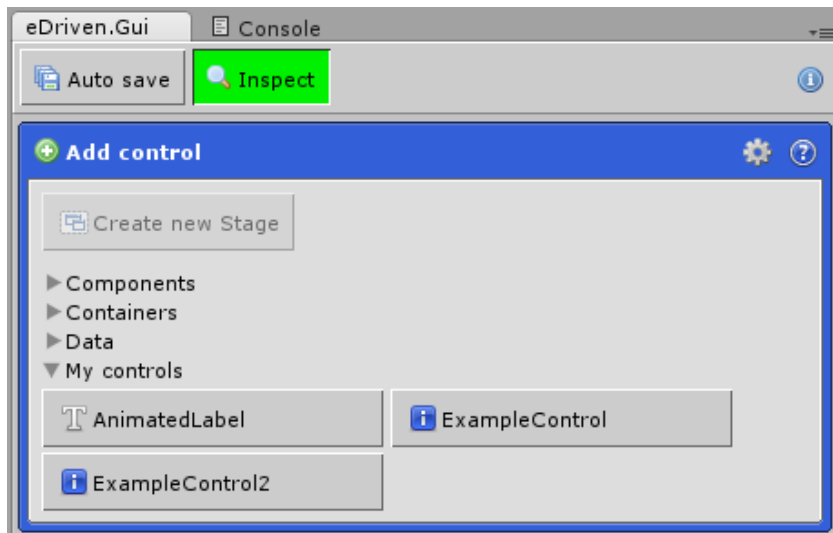 eDriven.Gui Console
Auto save Inspect
Add control
Create new Stage
Components
Containers
Data
My controls
AnimatedLabel ExampleControl
ExampleControl2